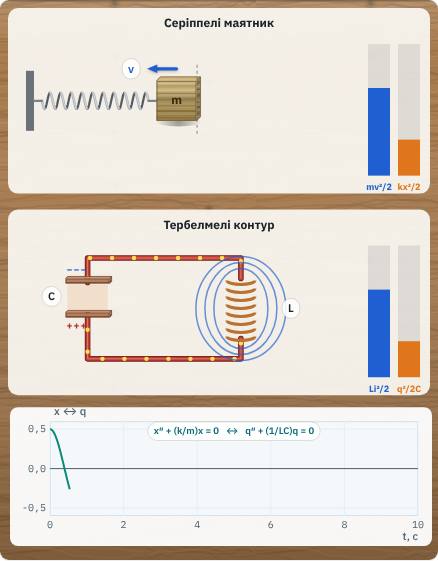 Серіппелі маятник
v
m
mv²/2 kx²/2
Тербелмелі контур
---
C
+++
L
Li²/2 q²/2C
x ↔ q
x″ + (k/m)x = 0 ↔ q″ + (1/LC)q = 0
0,5
0,0
-0,5
0 2 4 6 8 10
t, c